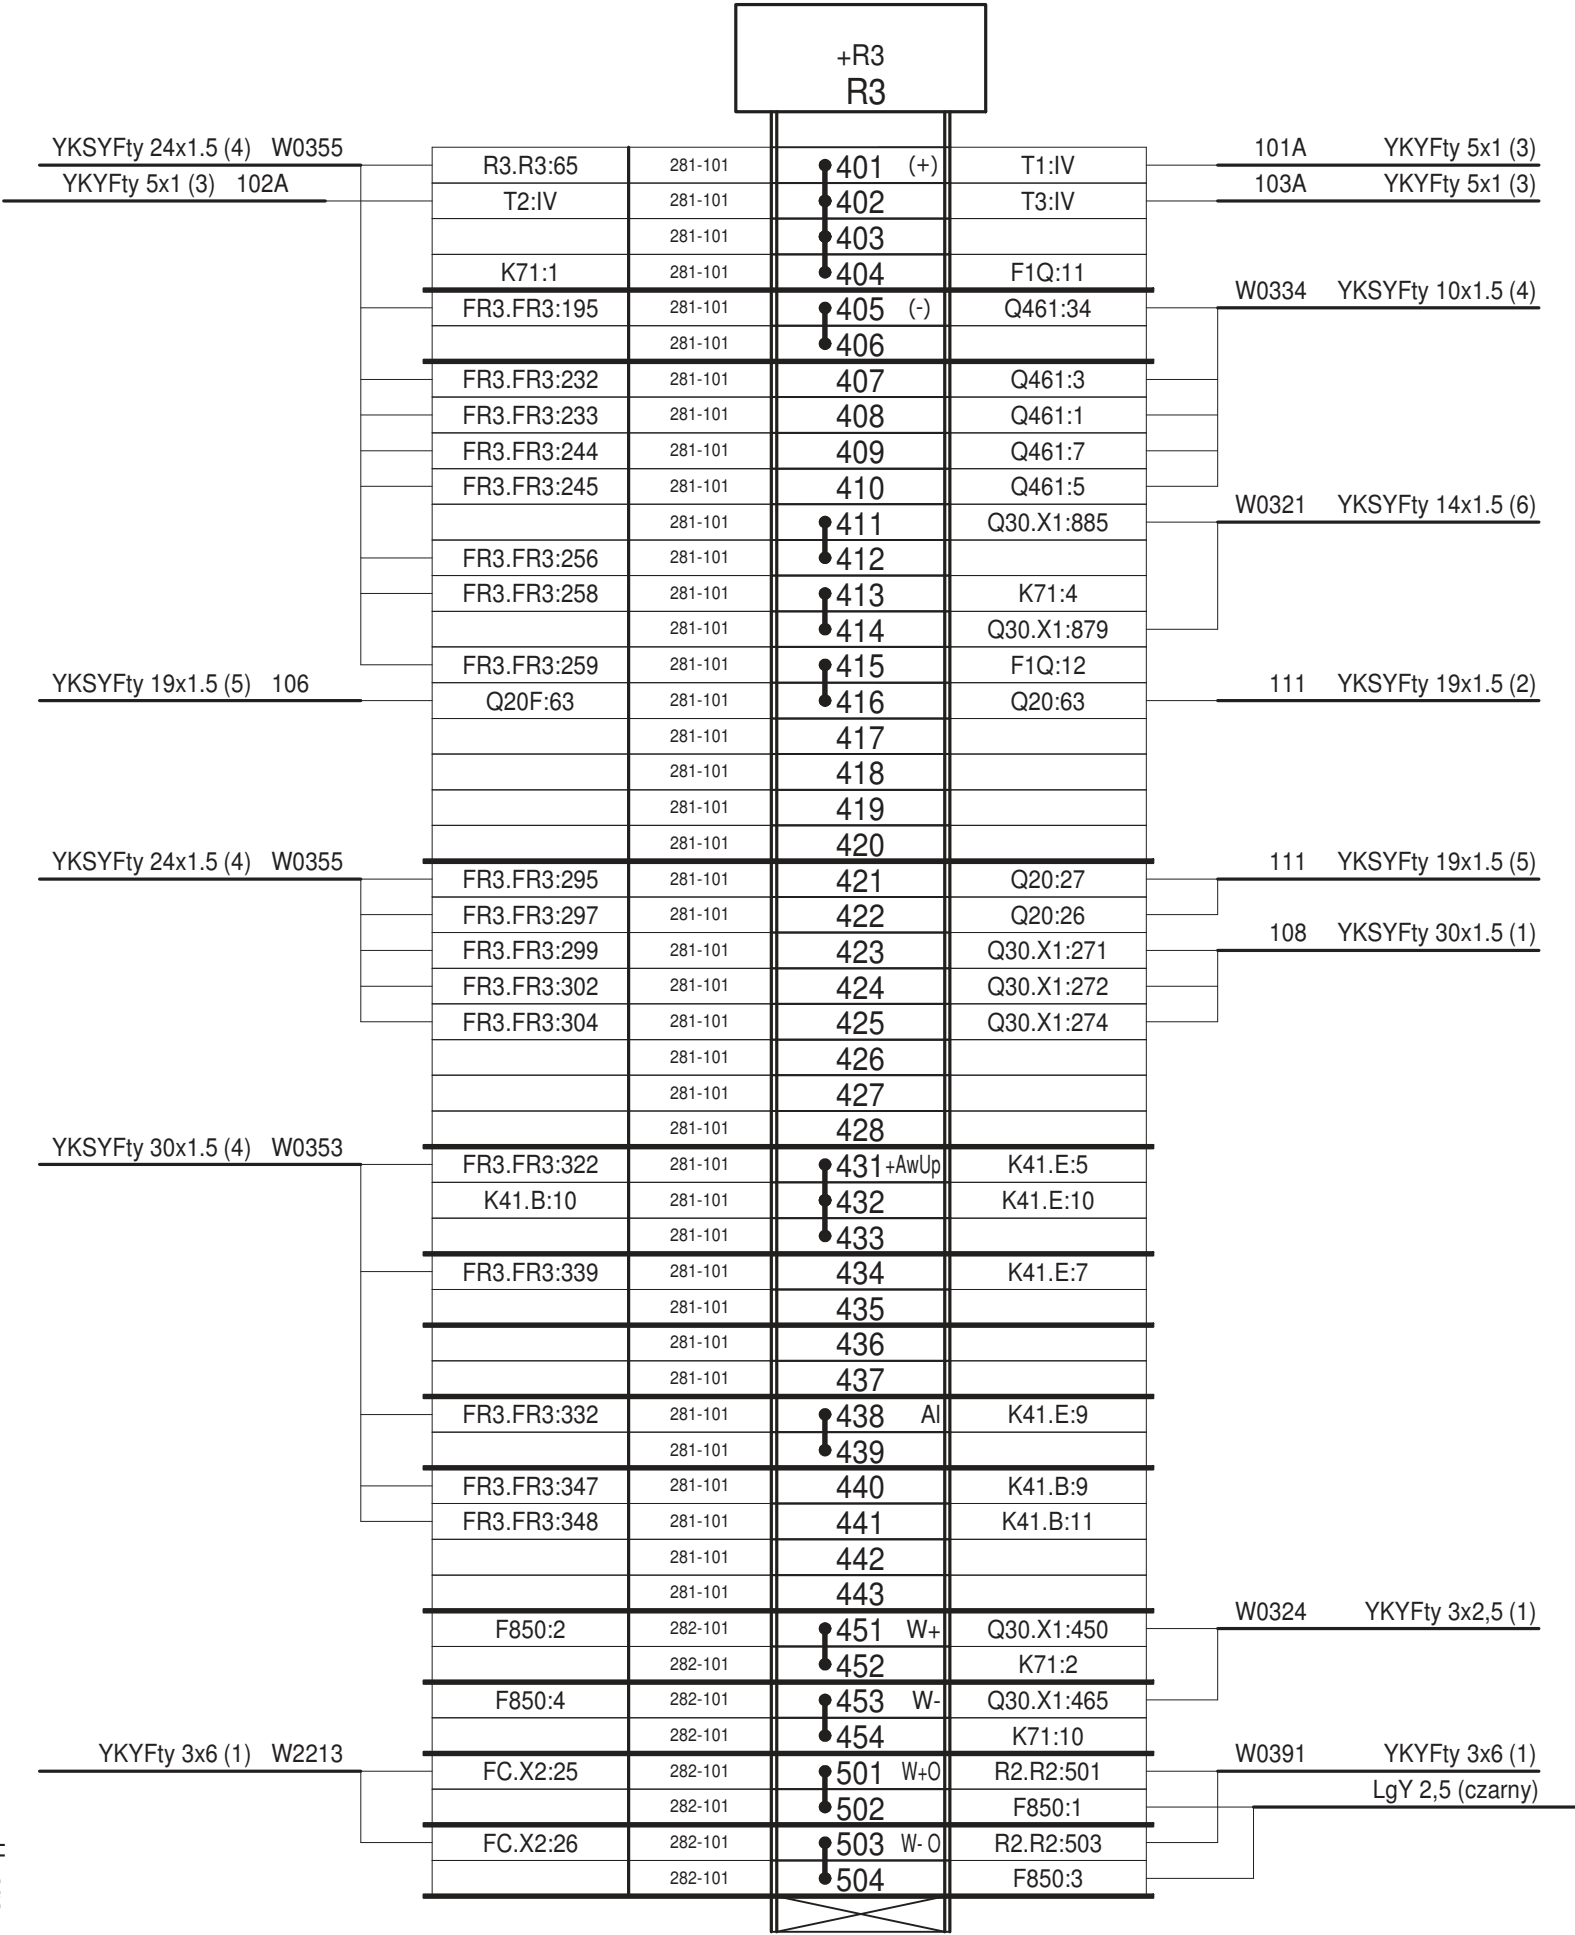 +R3
R3
YKSYFty 24x1.5 (4) W0355
101A YKYFty 5x1 (3)
R3.R3:65 281-101 401 (+) T1:IV
YKYFty 5x1 (3) 102A
103A YKYFty 5x1 (3)
T2:IV 281-101 402 T3:IV
281-101 403
K71:1 281-101 404 F1Q:11
W0334 YKSYFty 10x1.5 (4)
FR3.FR3:195 281-101 405 (-) Q461:34
281-101 406
FR3.FR3:232 281-101 407 Q461:3
FR3.FR3:233 281-101 408 Q461:1
FR3.FR3:244 281-101 409 Q461:7
FR3.FR3:245 281-101 410 Q461:5
W0321 YKSYFty 14x1.5 (6)
281-101 411 Q30.X1:885
FR3.FR3:256 281-101 412
FR3.FR3:258 281-101 413 K71:4
281-101 414 Q30.X1:879
FR3.FR3:259 281-101 415 F1Q:12
YKSYFty 19x1.5 (5) 106
111 YKSYFty 19x1.5 (2)
Q20F:63 281-101 416 Q20:63
281-101 417
281-101 418
281-101 419
281-101 420
YKSYFty 24x1.5 (4) W0355
111 YKSYFty 19x1.5 (5)
FR3.FR3:295 281-101 421 Q20:27
FR3.FR3:297 281-101 422 Q20:26
108 YKSYFty 30x1.5 (1)
FR3.FR3:299 281-101 423 Q30.X1:271
FR3.FR3:302 281-101 424 Q30.X1:272
FR3.FR3:304 281-101 425 Q30.X1:274
281-101 426
281-101 427
281-101 428
YKSYFty 30x1.5 (4) W0353
FR3.FR3:322 281-101 431 +AwUp K41.E:5
K41.B:10 281-101 432 K41.E:10
281-101 433
FR3.FR3:339 281-101 434 K41.E:7
281-101 435
281-101 436
281-101 437
FR3.FR3:332 281-101 438 Al K41.E:9
281-101 439
FR3.FR3:347 281-101 440 K41.B:9
FR3.FR3:348 281-101 441 K41.B:11
281-101 442
281-101 443
W0324 YKYFty 3x2,5 (1)
F850:2 282-101 451 W+ Q30.X1:450
282-101 452 K71:2
F850:4 282-101 453 W- Q30.X1:465
282-101 454 K71:10
YKYFty 3x6 (1) W2213
W0391 YKYFty 3x6 (1)
FC.X2:25 282-101 501 W+O R2.R2:501
LgY 2,5 (czarny)
282-101 502 F850:1
FC.X2:26 282-101 503 W- O R2.R2:503
282-101 504 F850:3